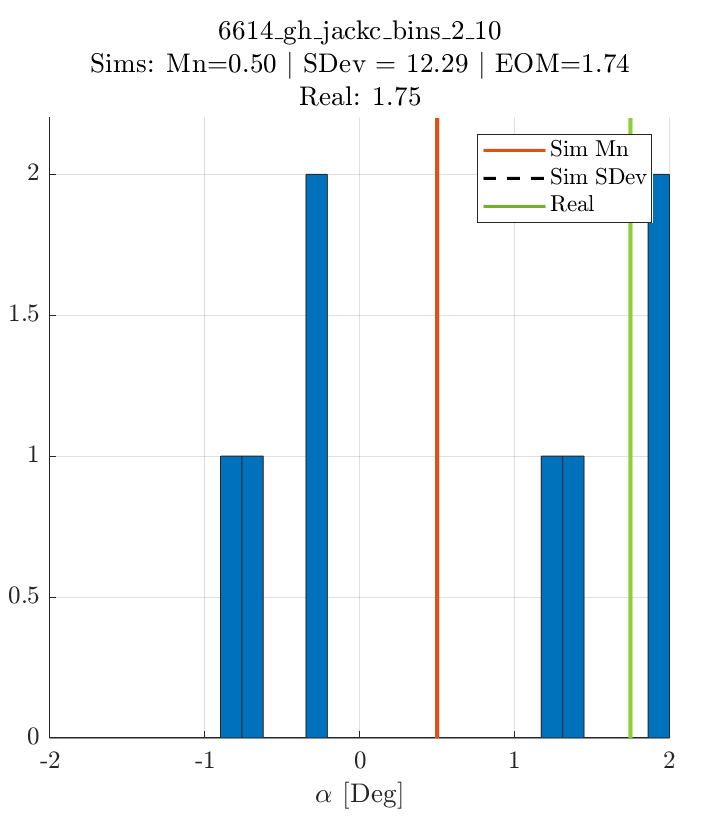 6614_gh_jackc_bins_2_10
Sims: Mn=0.50 | SDev = 12.29 | EOM=1.74
Real: 1.75
Sim Mn
Sim SDev
Real
2
1.5
1
0.5
0
-2
-1
0
1
2
α [Deg]